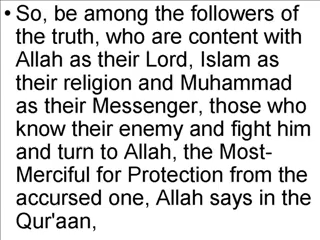 • So, be among the followers of
the truth, who are content with
Allah as their Lord, Islam as
their religion and Muhammad
as their Messenger, those who
know their enemy and fight him
and turn to Allah, the Most-
Merciful for Protection from the
accursed one, Allah says in the
Qur'aan,